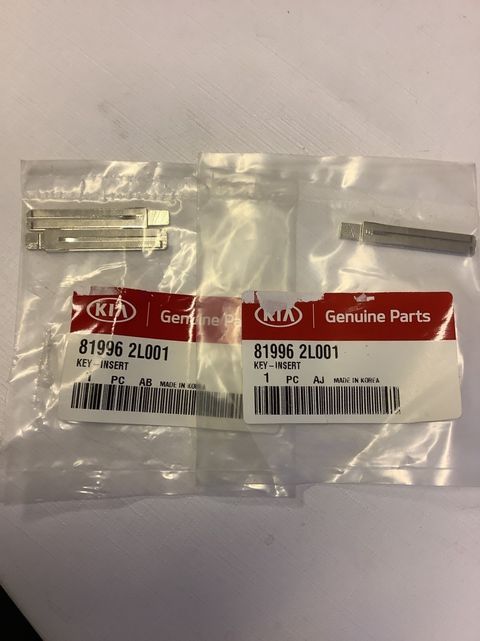 KIA Genuine Pa
81996 2L001
KEY-INSERT
1 PC AB MADE IN KOREA
KIA Genuine Parts
81996 2L001
KEY-INSERT
1 PC AJ MADE IN KOREA